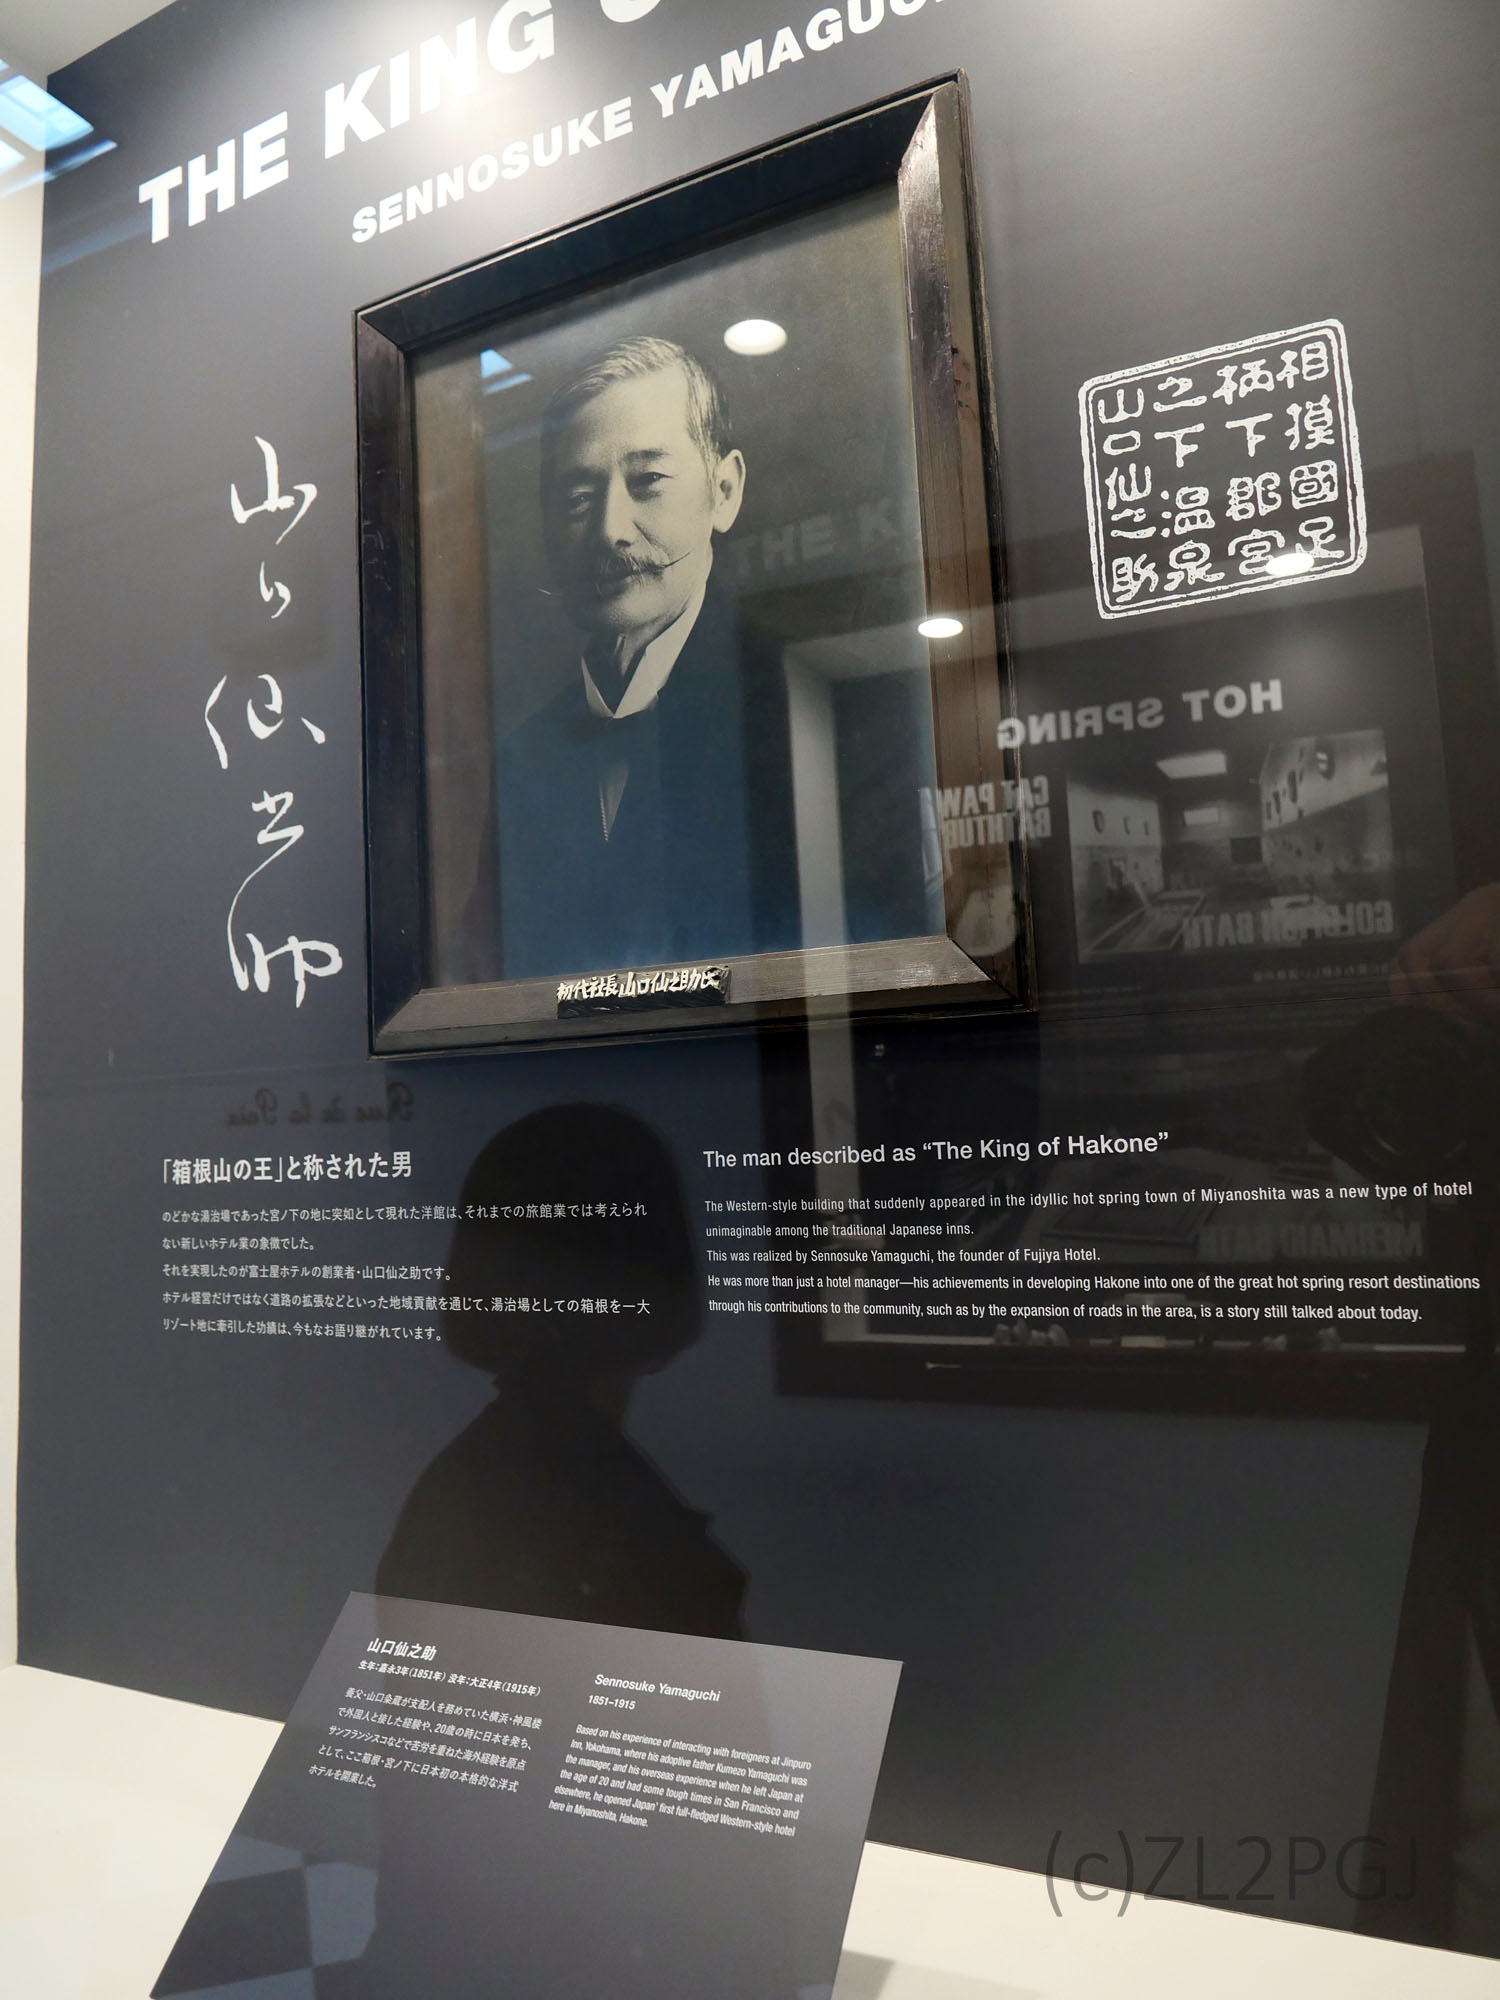 THE KING
SENNOSUKE YAMAGU
山口仙之助
相摸國足
柄下郡宮
之下温泉
山口仙之助
HOT SPRING
CAT PAW
BATHTUB
GOLDFISH BATH
初代社長山口仙之助氏
Rue de la Paix
「箱根山の王」と称された男
のどかな湯治場であった宮ノ下の地に突如として現れた洋館は、それまでの旅館業では考えられ
ない新しいホテル業の象徴でした。
それを実現したのが富士屋ホテルの創業者・山口仙之助です。
ホテル経営だけではなく道路の拡張などといった地域貢献を通じて、湯治場としての箱根を一大
リゾート地に牽引した功績は、今もなお語り継がれています。
The man described as “The King of Hakone”
The Western-style building that suddenly appeared in the idyllic hot spring town of Miyanoshita was a new type of hotel
unimaginable among the traditional Japanese inns.
This was realized by Sennosuke Yamaguchi, the founder of Fujiya Hotel.
He was more than just a hotel manager—his achievements in developing Hakone into one of the great hot spring resort destinations
through his contributions to the community, such as by the expansion of roads in the area, is a story still talked about today.
MERMAID BATH
山口仙之助
生年：嘉永3年（1851年） 没年：大正4年（1915年）
養父・山口粂蔵が支配人を務めていた横浜・神風楼
で外国人と接した経験や、20歳の時に日本を発ち、
サンフランシスコなどで苦労を重ねた海外経験を原点
として、ここ箱根・宮ノ下に日本初の本格的な洋式
ホテルを開業した。
Sennosuke Yamaguchi
1851–1915
Based on his experience of interacting with foreigners at Jinpuro
Inn, Yokohama, where his adoptive father Kumezo Yamaguchi was
the manager, and his overseas experience when he left Japan at
the age of 20 and had some tough times in San Francisco and
elsewhere, he opened Japan' first full-fledged Western-style hotel
here in Miyanoshita, Hakone.
(c)ZL2PGJ